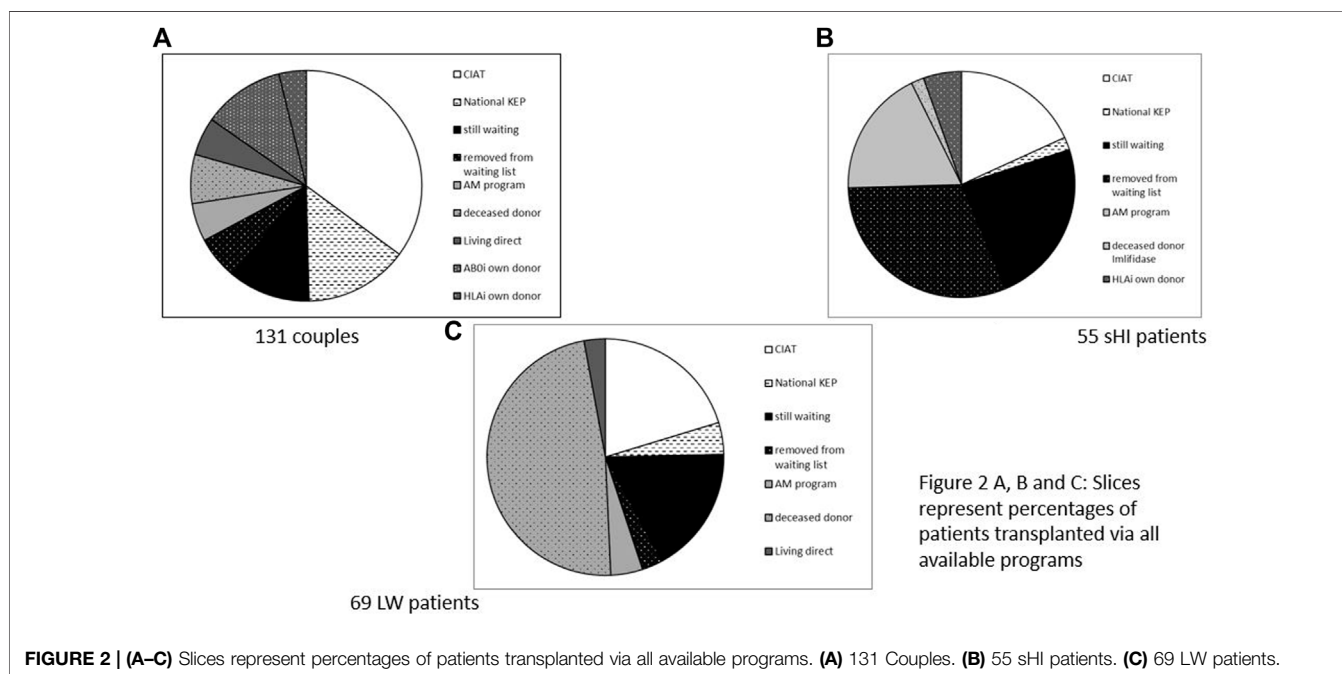 A
CIAT
National KEP
still waiting
removed from
waiting list
AM program
deceased donor
Living direct
AB0i own donor
HLAi own donor
131 couples
B
CIAT
National KEP
still waiting
removed from
waiting list
AM program
deceased donor
Imlifidase
HLAi own donor
55 sHI patients
C
CIAT
National KEP
still waiting
removed from
waiting list
AM program
deceased donor
Living direct
69 LW patients
Figure 2 A, B and C: Slices
represent percentages of
patients transplanted via all
available programs
FIGURE 2 | (A–C) Slices represent percentages of patients transplanted via all available programs. (A) 131 Couples. (B) 55 sHI patients. (C) 69 LW patients.